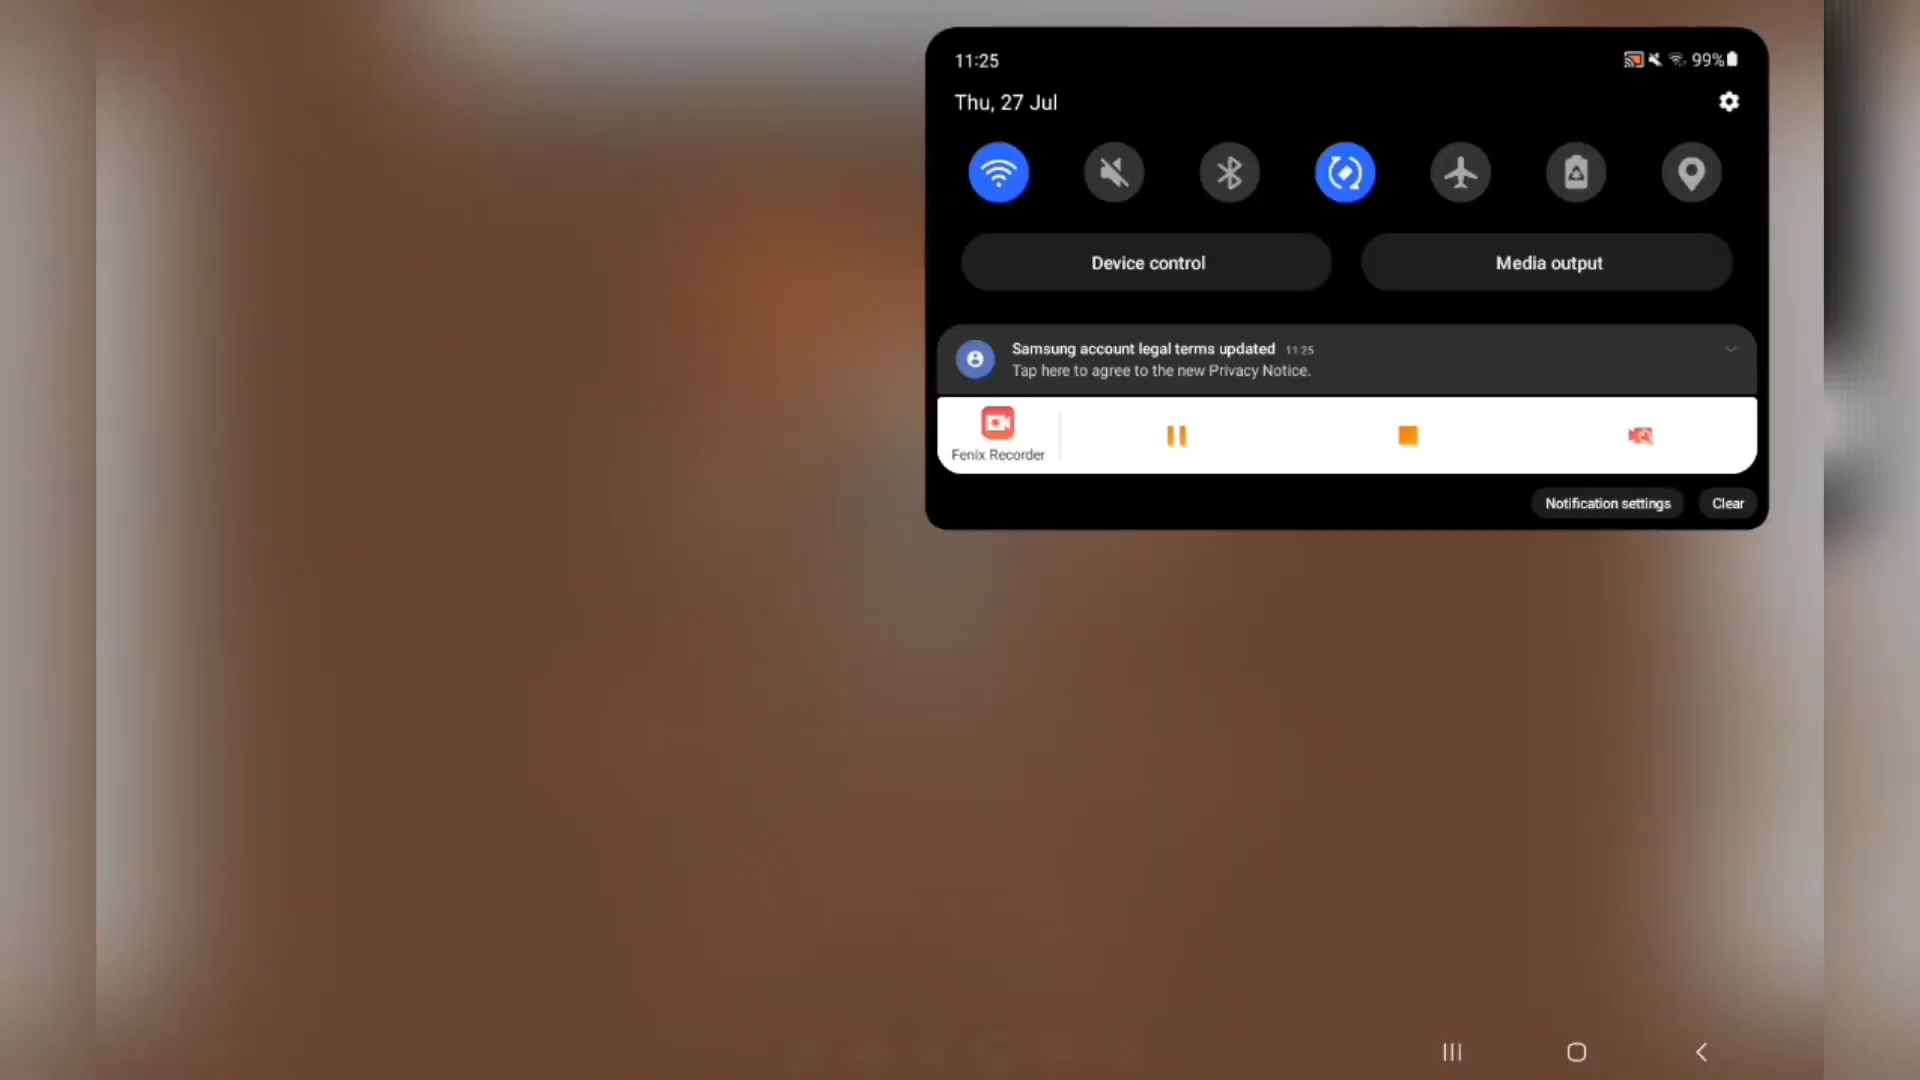 11:25
99%
Thu, 27 Jul
Device control
Media output
Samsung account legal terms updated 11:25
Tap here to agree to the new Privacy Notice.
Fenix Recorder
Notification settings
Clear